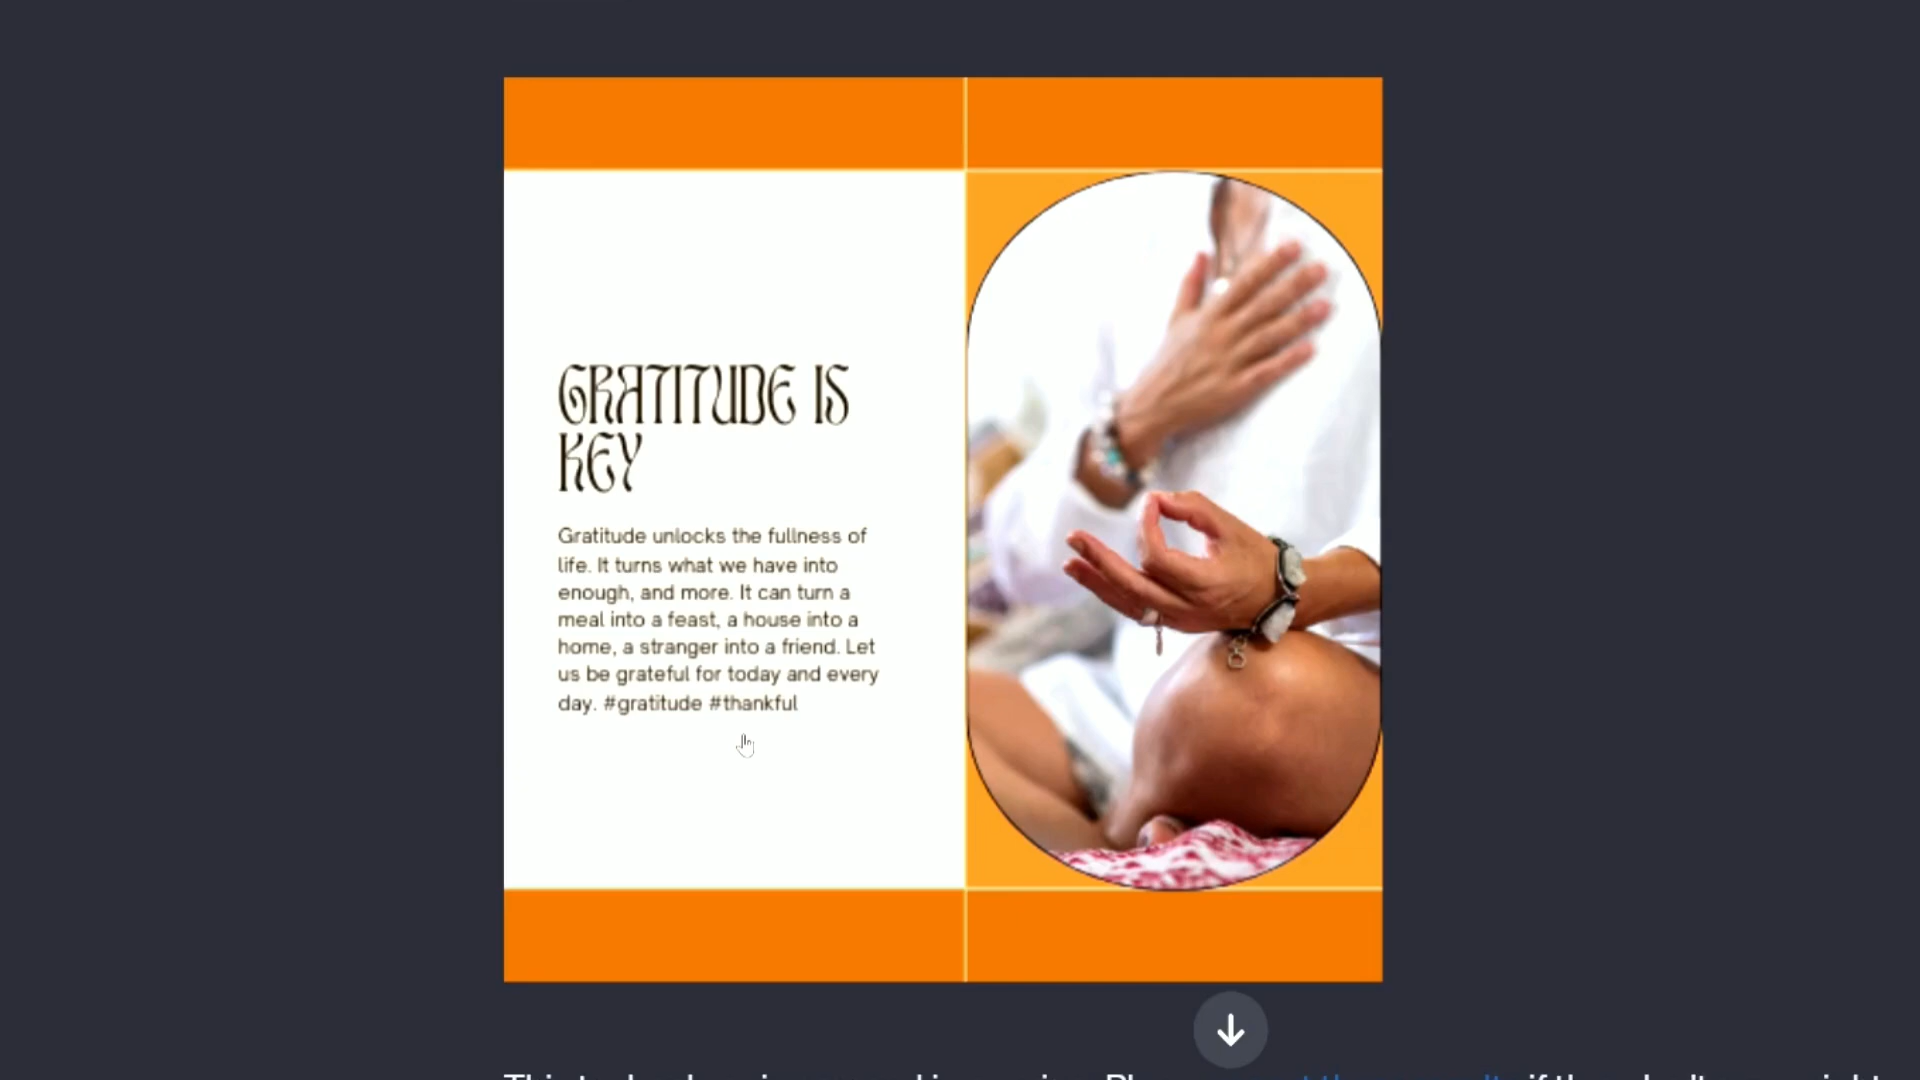 GRATITUDE IS
KEY
Gratitude unlocks the fullness of
life. It turns what we have into
enough, and more. It can turn a
meal into a feast, a house into a
home, a stranger into a friend. Let
us be grateful for today and every
day. #gratitude #thankful